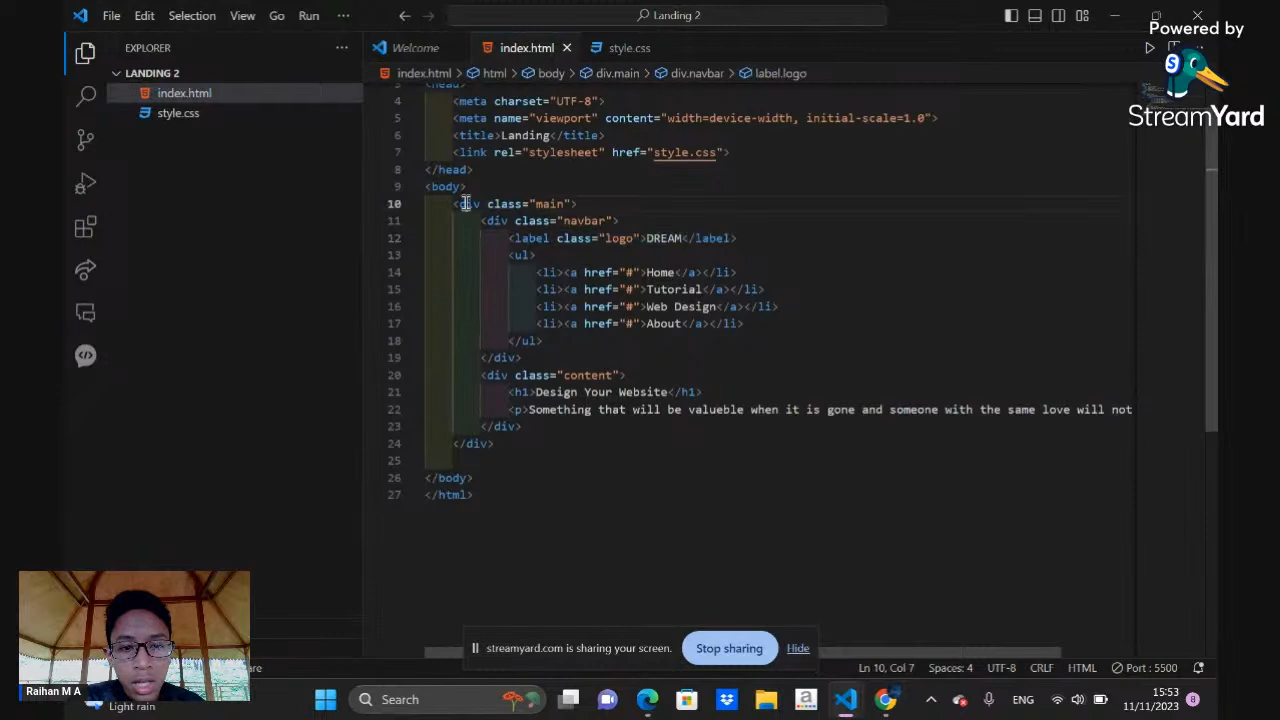 File Edit Selection View Go Run ··· Landing 2
Powered by
StreamYard
EXPLORER ···
LANDING 2
index.html
style.css
Welcome index.html style.css
index.html > html > body > div.main > div.navbar > label.logo
3 <head>
4 <meta charset="UTF-8">
5 <meta name="viewport" content="width=device-width, initial-scale=1.0">
6 <title>Landing</title>
7 <link rel="stylesheet" href="style.css">
8 </head>
9 <body>
10 <div class="main">
11 <div class="navbar">
12 <label class="logo">DREAM</label>
13 <ul>
14 <li><a href="#">Home</a></li>
15 <li><a href="#">Tutorial</a></li>
16 <li><a href="#">Web Design</a></li>
17 <li><a href="#">About</a></li>
18 </ul>
19 </div>
20 <div class="content">
21 <h1>Design Your Website</h1>
22 <p>Something that will be valueble when it is gone and someone with the same love will not
23 </div>
24 </div>
25
26 </body>
27 </html>
streamyard.com is sharing your screen. Stop sharing Hide
Raihan M A
Ln 10, Col 7 Spaces: 4 UTF-8 CRLF HTML Port : 5500
Light rain
Search
ENG
15:53
11/11/2023
8